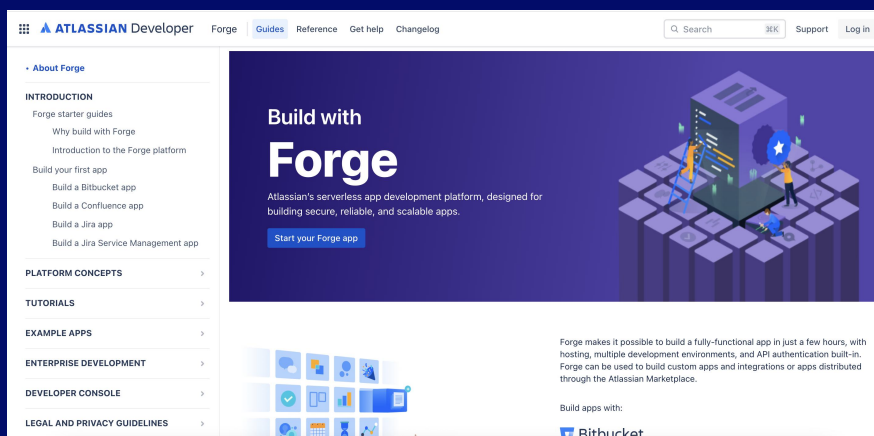 ATLASSIAN Developer
Forge
Guides
Reference
Get help
Changelog
Search
⌘K
Support
Log in
• About Forge
INTRODUCTION
Forge starter guides
Why build with Forge
Introduction to the Forge platform
Build your first app
Build a Bitbucket app
Build a Confluence app
Build a Jira app
Build a Jira Service Management app
PLATFORM CONCEPTS
TUTORIALS
EXAMPLE APPS
ENTERPRISE DEVELOPMENT
DEVELOPER CONSOLE
LEGAL AND PRIVACY GUIDELINES
Build with
Forge
Atlassian's serverless app development platform, designed for
building secure, reliable, and scalable apps.
Start your Forge app
Forge makes it possible to build a fully-functional app in just a few hours, with
hosting, multiple development environments, and API authentication built-in.
Forge can be used to build custom apps and integrations or apps distributed
through the Atlassian Marketplace.
Build apps with:
Bitbucket